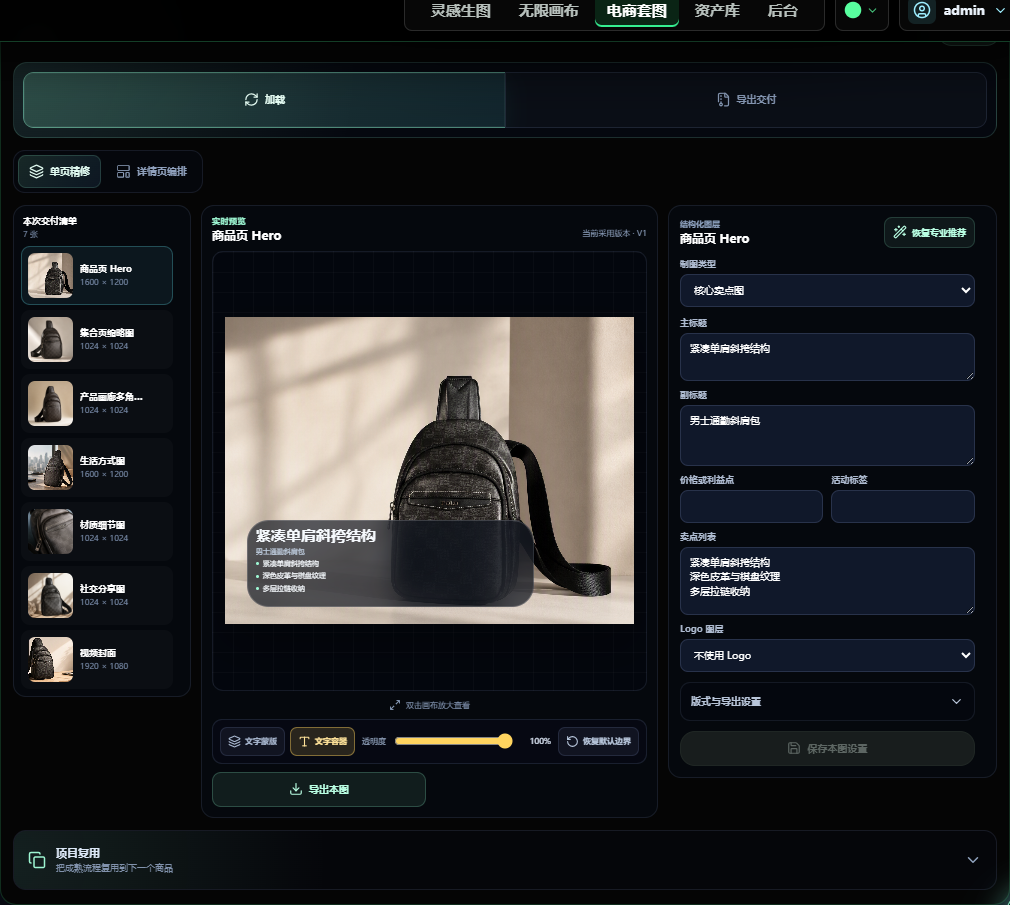 灵感生图
无限画布
电商套图
资产库
后台
admin
加载
导出交付
单页精修
详情页编排
本次交付清单
7 张
商品页 Hero
1600 × 1200
集合页缩略图
1024 × 1024
产品画廊多角...
1024 × 1024
生活方式图
1600 × 1200
材质细节图
1024 × 1024
社交分享图
1024 × 1024
视频封面
1920 × 1080
实时预览
商品页 Hero
当前采用版本 · V1
紧凑单肩斜挎结构
男士通勤斜肩包
紧凑单肩斜挎结构
深色皮革与棋盘纹理
多层拉链收纳
双击画布放大查看
文字蒙版
文字容器
透明度
100%
恢复默认边界
导出本图
结构化图层
商品页 Hero
恢复专业推荐
制图类型
核心卖点图
主标题
紧凑单肩斜挎结构
副标题
男士通勤斜肩包
价格或利益点
活动标签
卖点列表
紧凑单肩斜挎结构
深色皮革与棋盘纹理
多层拉链收纳
Logo 图层
不使用 Logo
版式与导出设置
保存本图设置
项目复用
把成熟流程复用到下一个商品